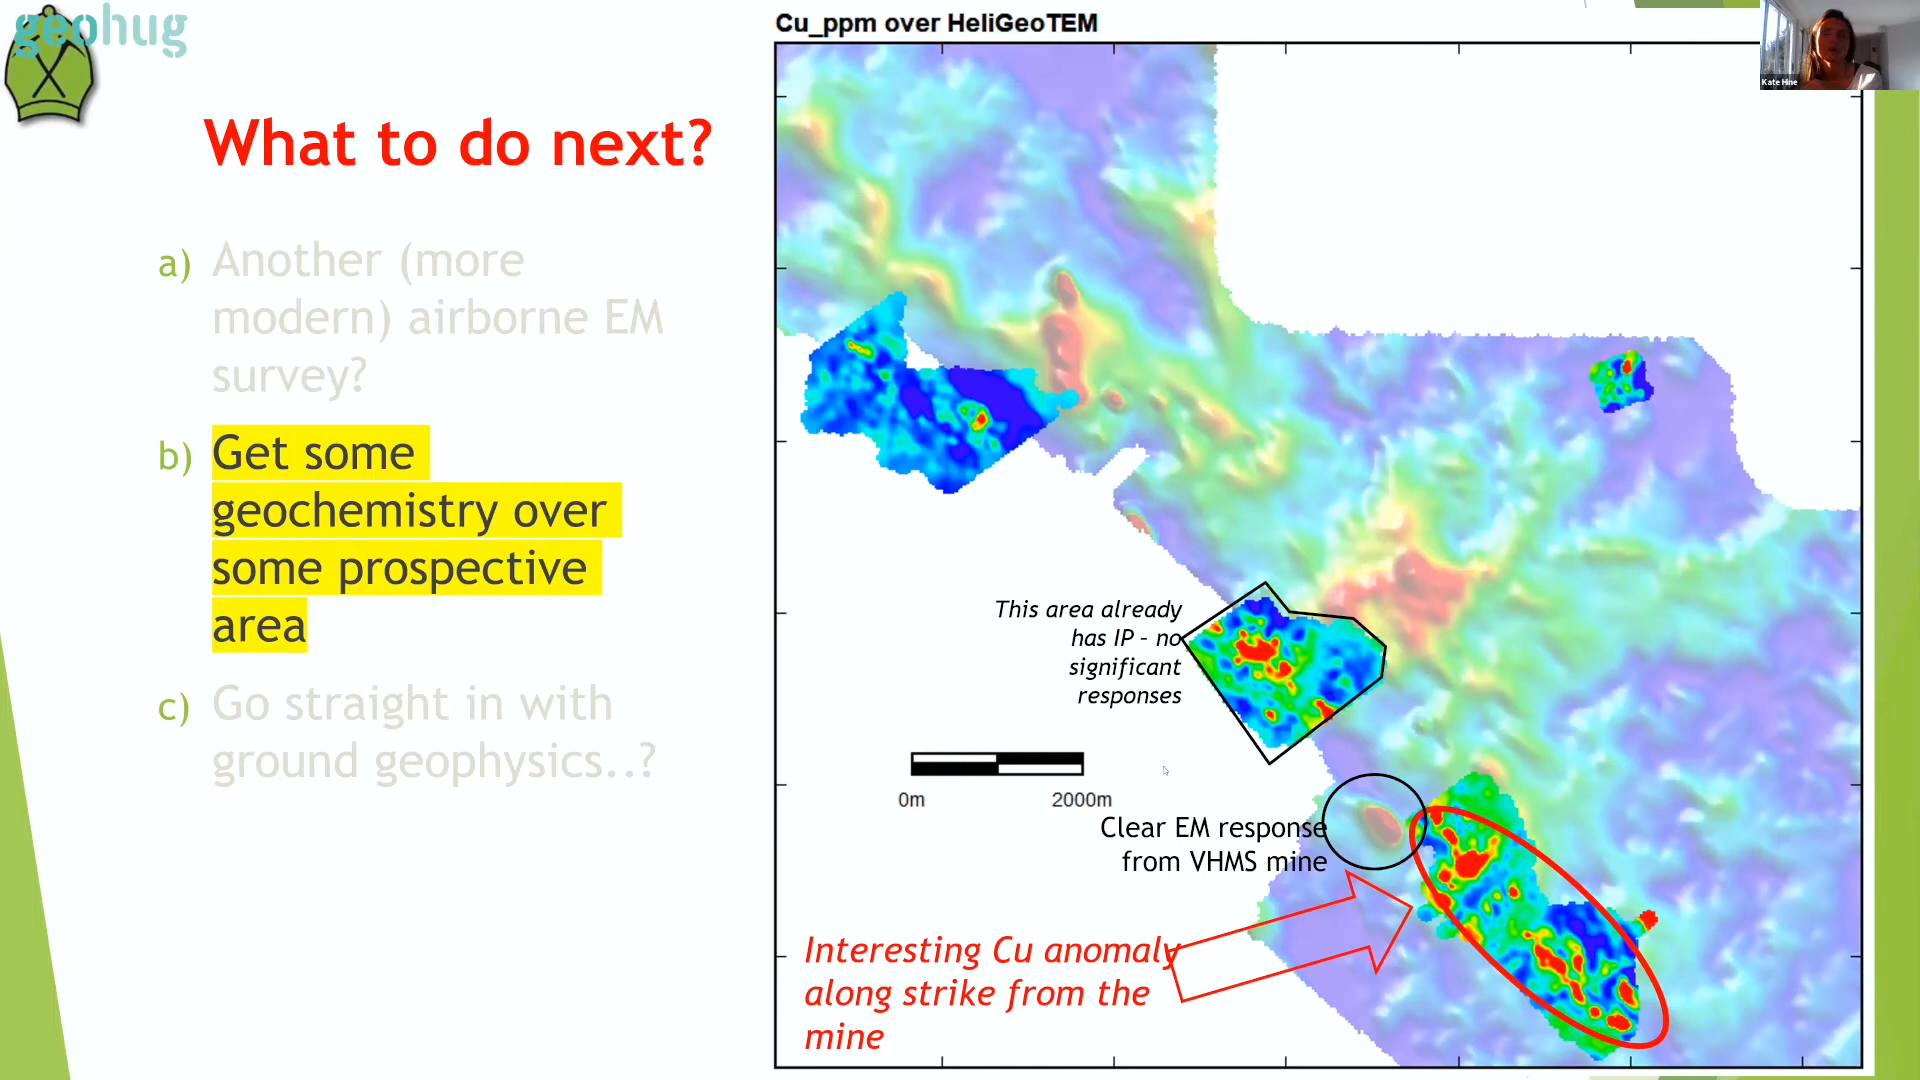 geohug
Cu_ppm over HeliGeoTEM
Kate Hine
What to do next?
a) Another (more
modern) airborne EM
survey?
b) Get some
geochemistry over
some prospective
area
c) Go straight in with
ground geophysics..?
This area already
has IP - no
significant
responses
0m 2000m
Clear EM response
from VHMS mine
Interesting Cu anomaly
along strike from the
mine